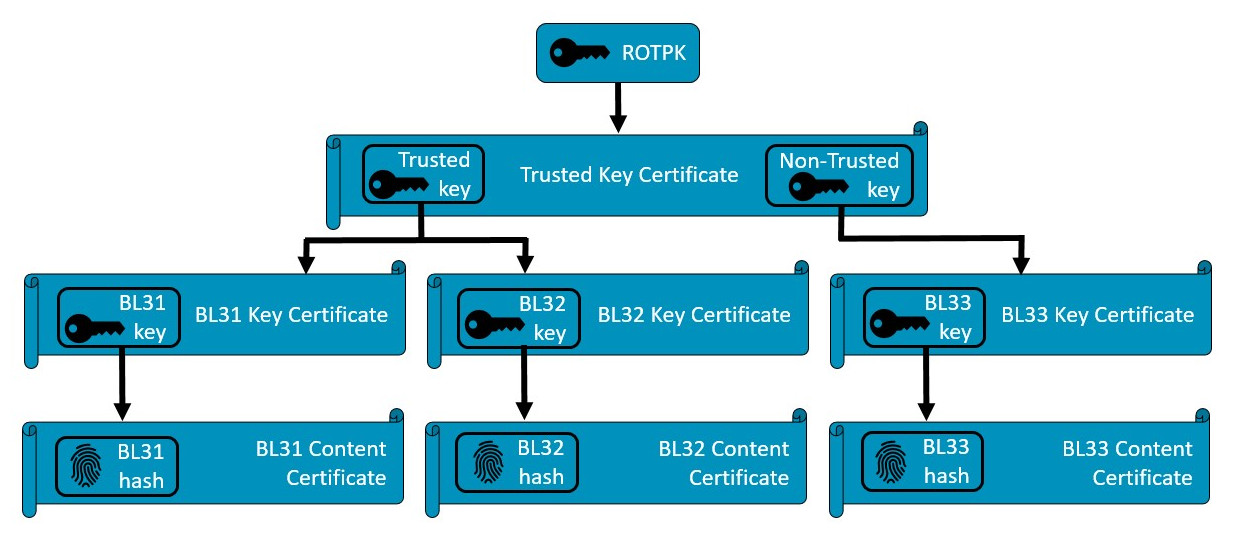 ROTPK
Trusted
key
Trusted Key Certificate
Non-Trusted
key
BL31
key
BL31 Key Certificate
BL32
key
BL32 Key Certificate
BL33
key
BL33 Key Certificate
BL31
hash
BL31 Content
Certificate
BL32
hash
BL32 Content
Certificate
BL33
hash
BL33 Content
Certificate